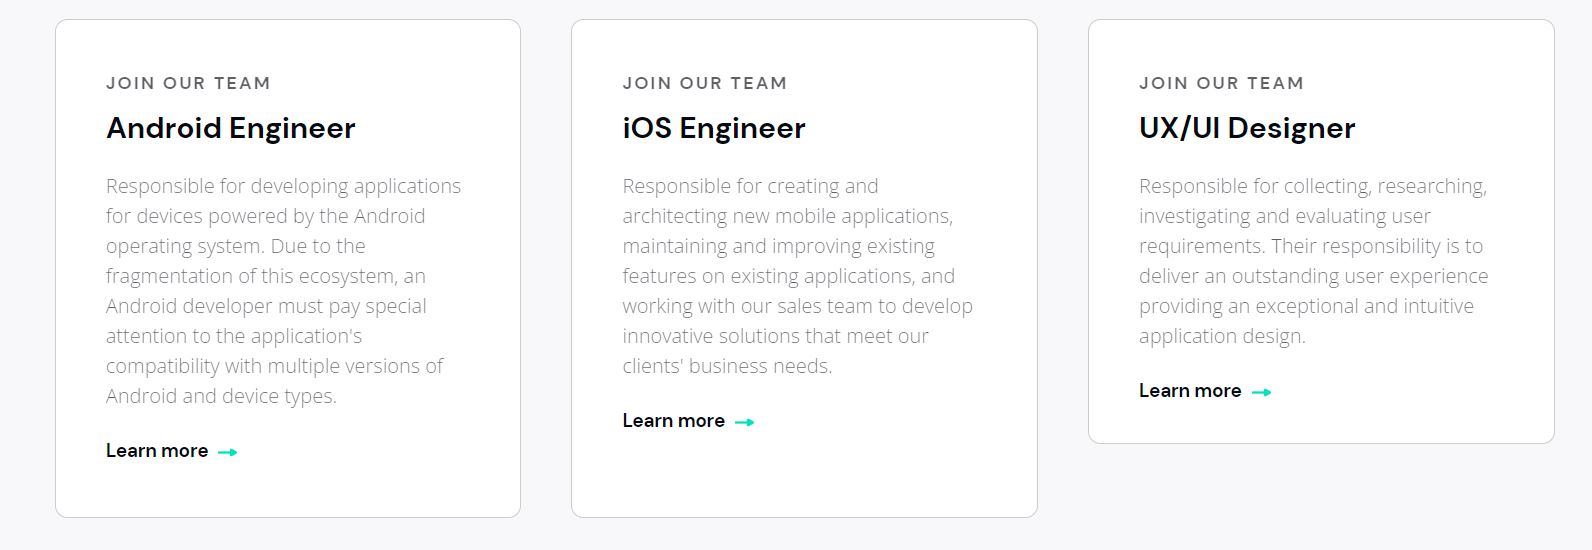 JOIN OUR TEAM
Android Engineer
Responsible for developing applications
for devices powered by the Android
operating system. Due to the
fragmentation of this ecosystem, an
Android developer must pay special
attention to the application's
compatibility with multiple versions of
Android and device types.
Learn more
JOIN OUR TEAM
iOS Engineer
Responsible for creating and
architecting new mobile applications,
maintaining and improving existing
features on existing applications, and
working with our sales team to develop
innovative solutions that meet our
clients' business needs.
Learn more
JOIN OUR TEAM
UX/UI Designer
Responsible for collecting, researching,
investigating and evaluating user
requirements. Their responsibility is to
deliver an outstanding user experience
providing an exceptional and intuitive
application design.
Learn more